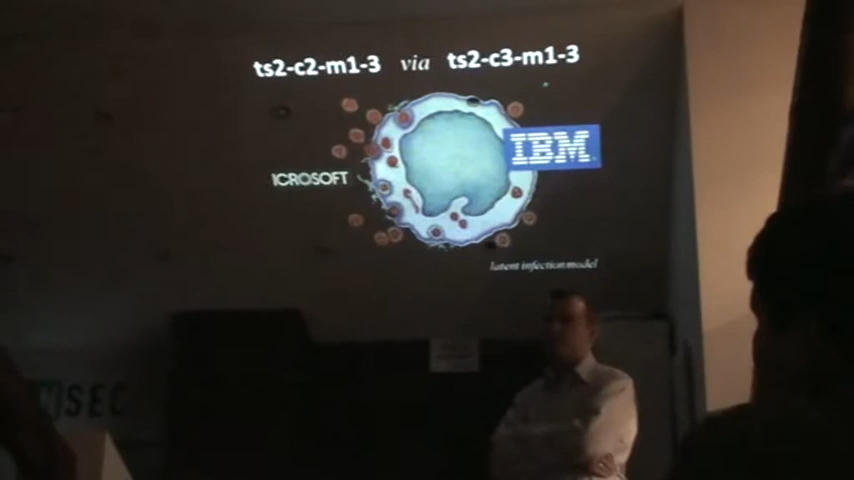 ts2-c2-m1-3 via ts2-c3-m1-3
IBM
ICROSOFT
latent infection model
SEC